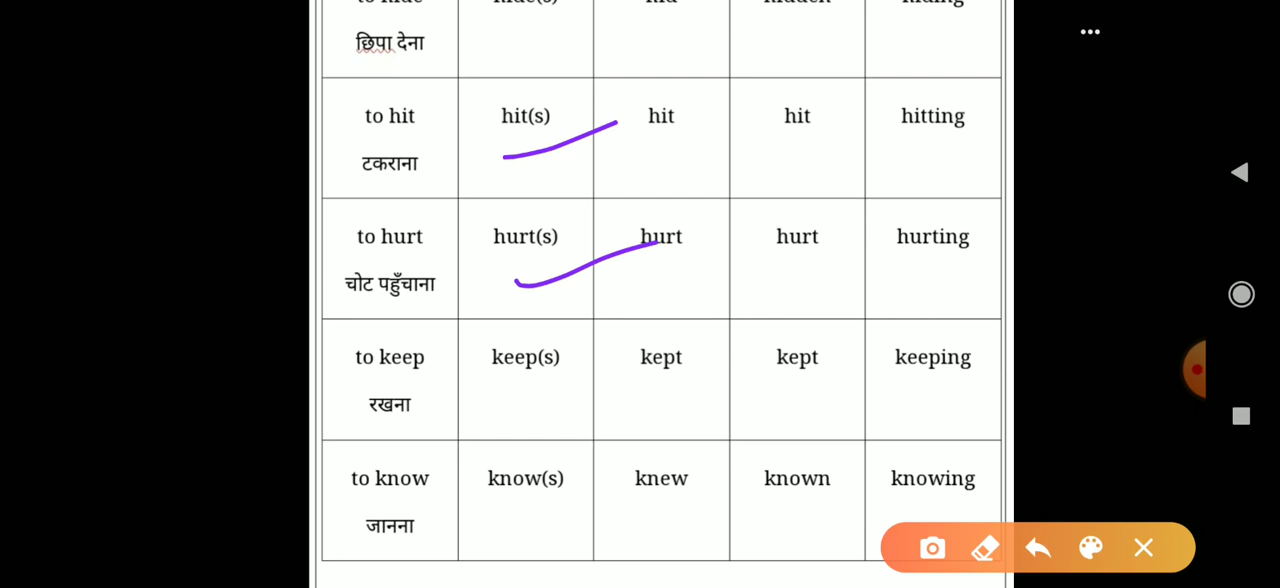 छिपा देना
to hit hit(s) hit hit hitting
टकराना
to hurt hurt(s) hurt hurt hurting
चोट पहुँचाना
to keep keep(s) kept kept keeping
रखना
to know know(s) knew known knowing
जानना